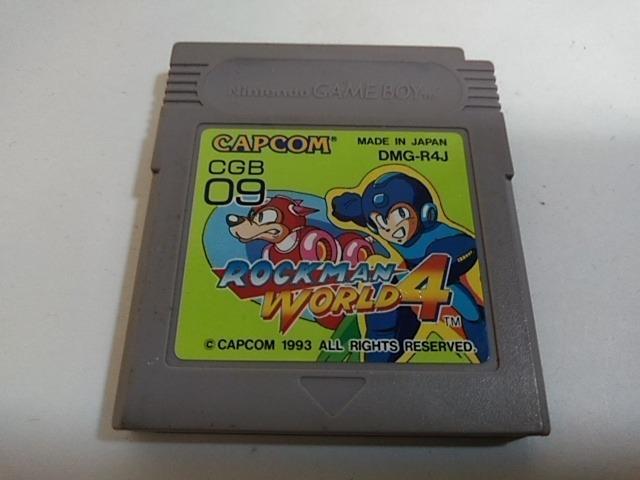 Nintendo GAME BOY™
CAPCOM®
MADE IN JAPAN
DMG-R4J
CGB
09
ROCKMAN
WORLD 4
TM
© CAPCOM 1993 ALL RIGHTS RESERVED.